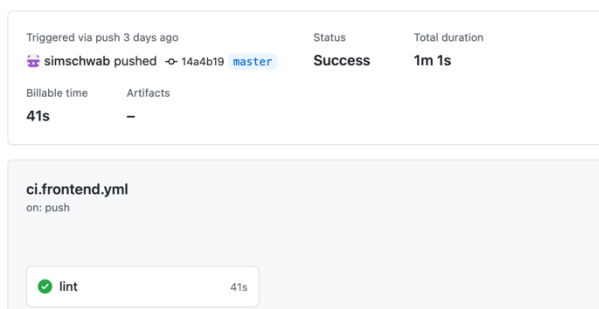 Triggered via push 3 days ago
simschwab pushed 14a4b19 master
Status
Success
Total duration
1m 1s
Billable time
41s
Artifacts
–
ci.frontend.yml
on: push
lint 41s